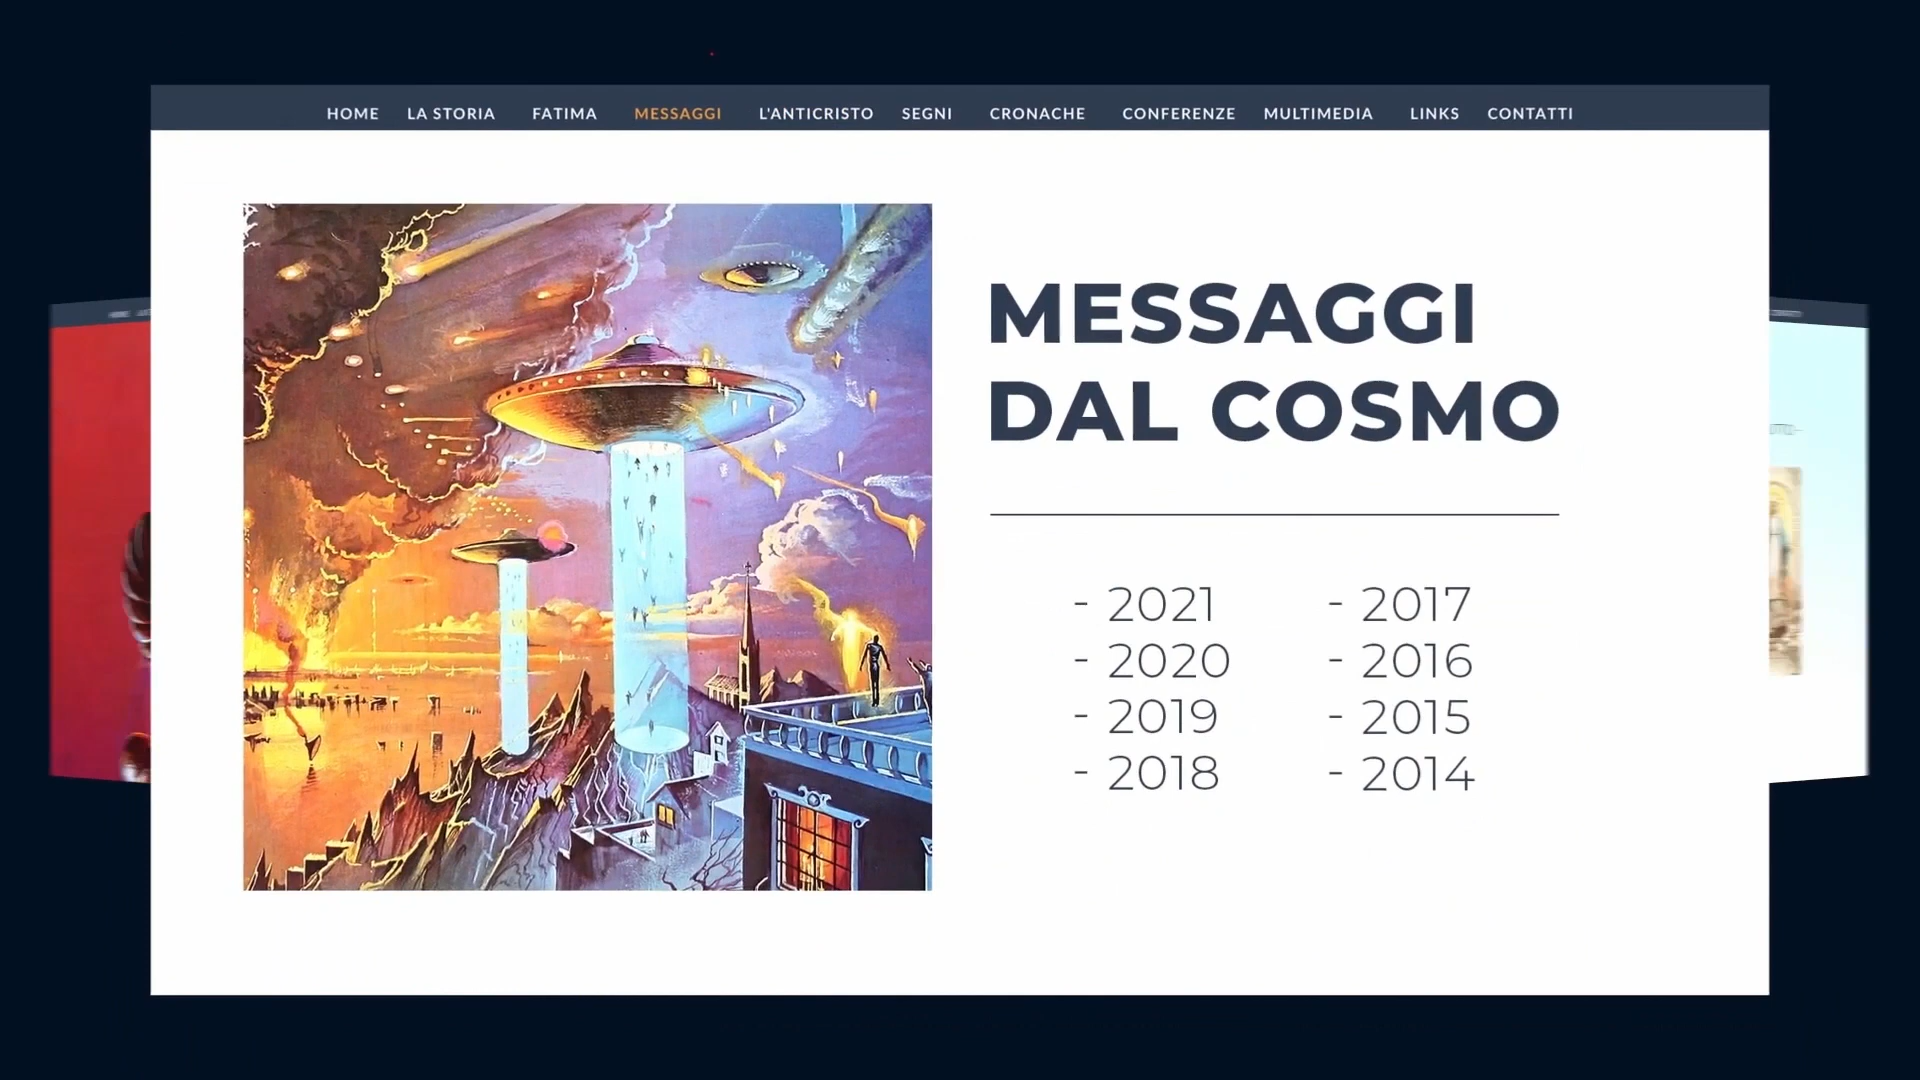 HOME LA STORIA FATIMA MESSAGGI L'ANTICRISTO SEGNI CRONACHE CONFERENZE MULTIMEDIA LINKS CONTATTI
MESSAGGI
DAL COSMO
- 2021
- 2020
- 2019
- 2018
- 2017
- 2016
- 2015
- 2014